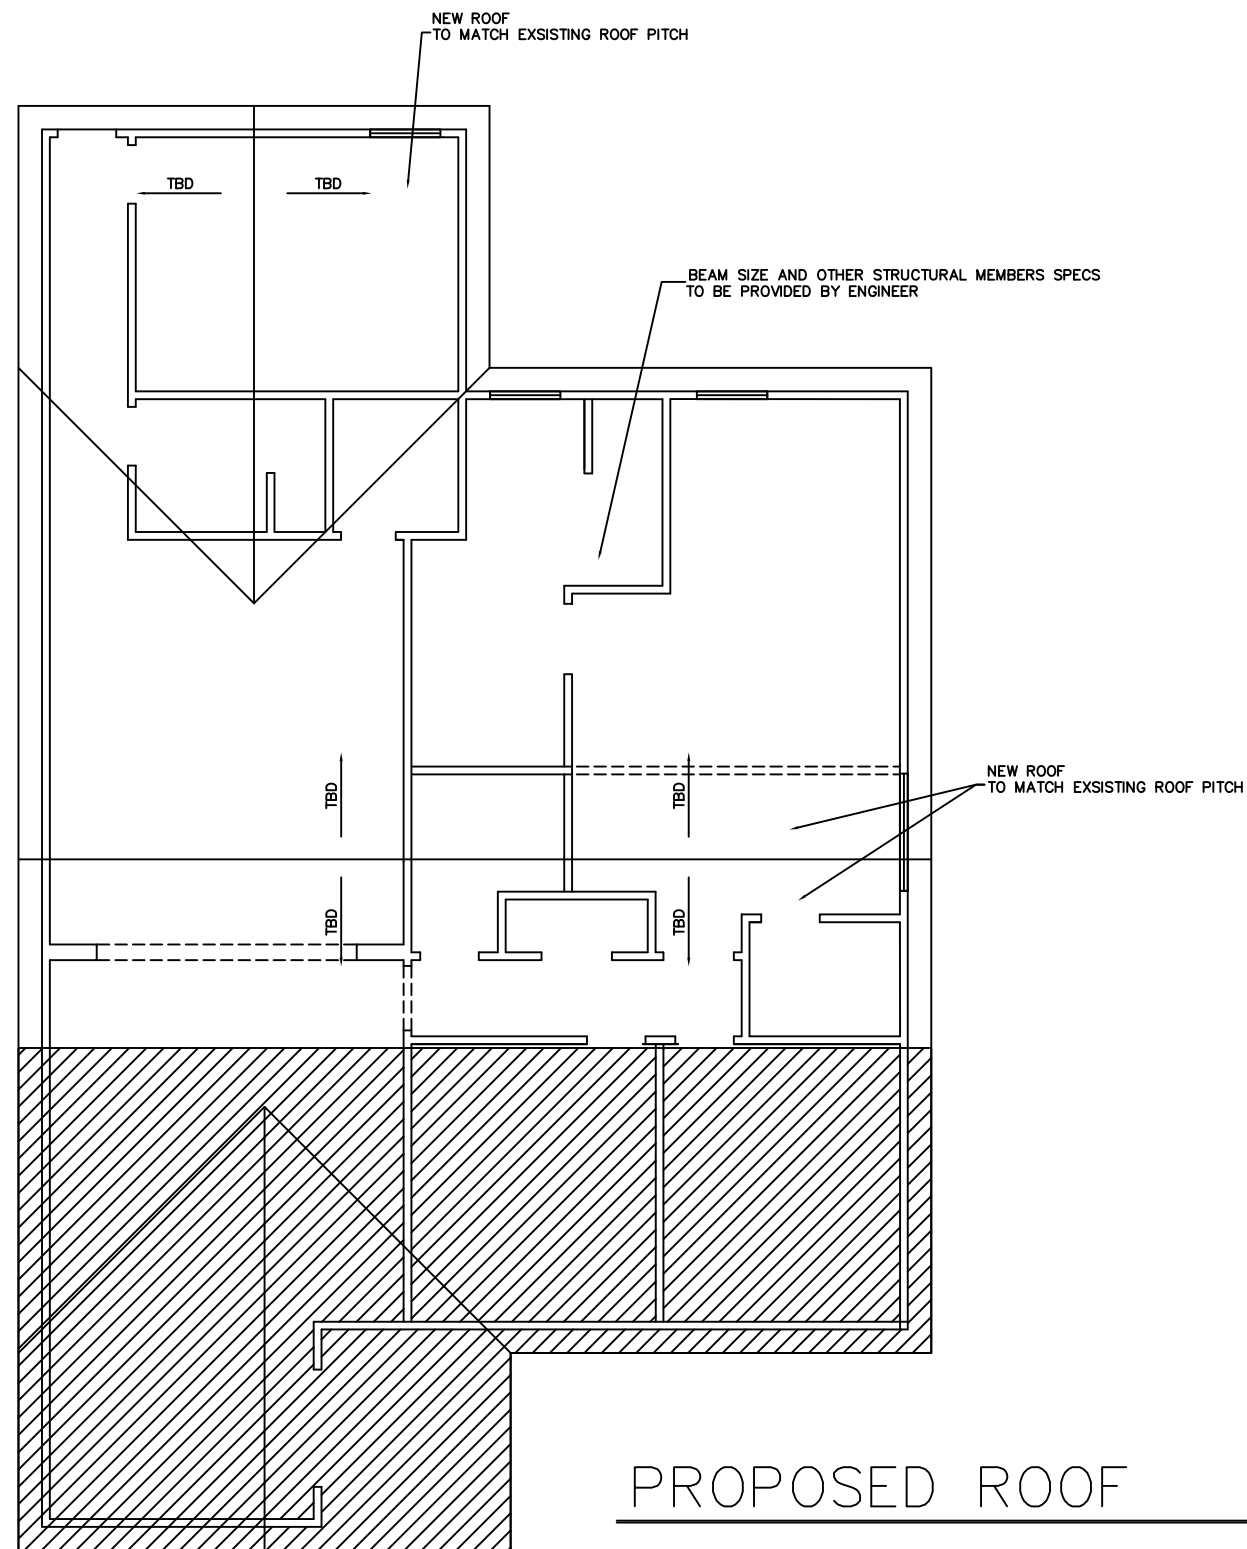 NEW ROOF
TO MATCH EXSISTING ROOF PITCH
TBD
TBD
BEAM SIZE AND OTHER STRUCTURAL MEMBERS SPECS
TO BE PROVIDED BY ENGINEER
TBD
TBD
NEW ROOF
TO MATCH EXSISTING ROOF PITCH
TBD
TBD
PROPOSED ROOF